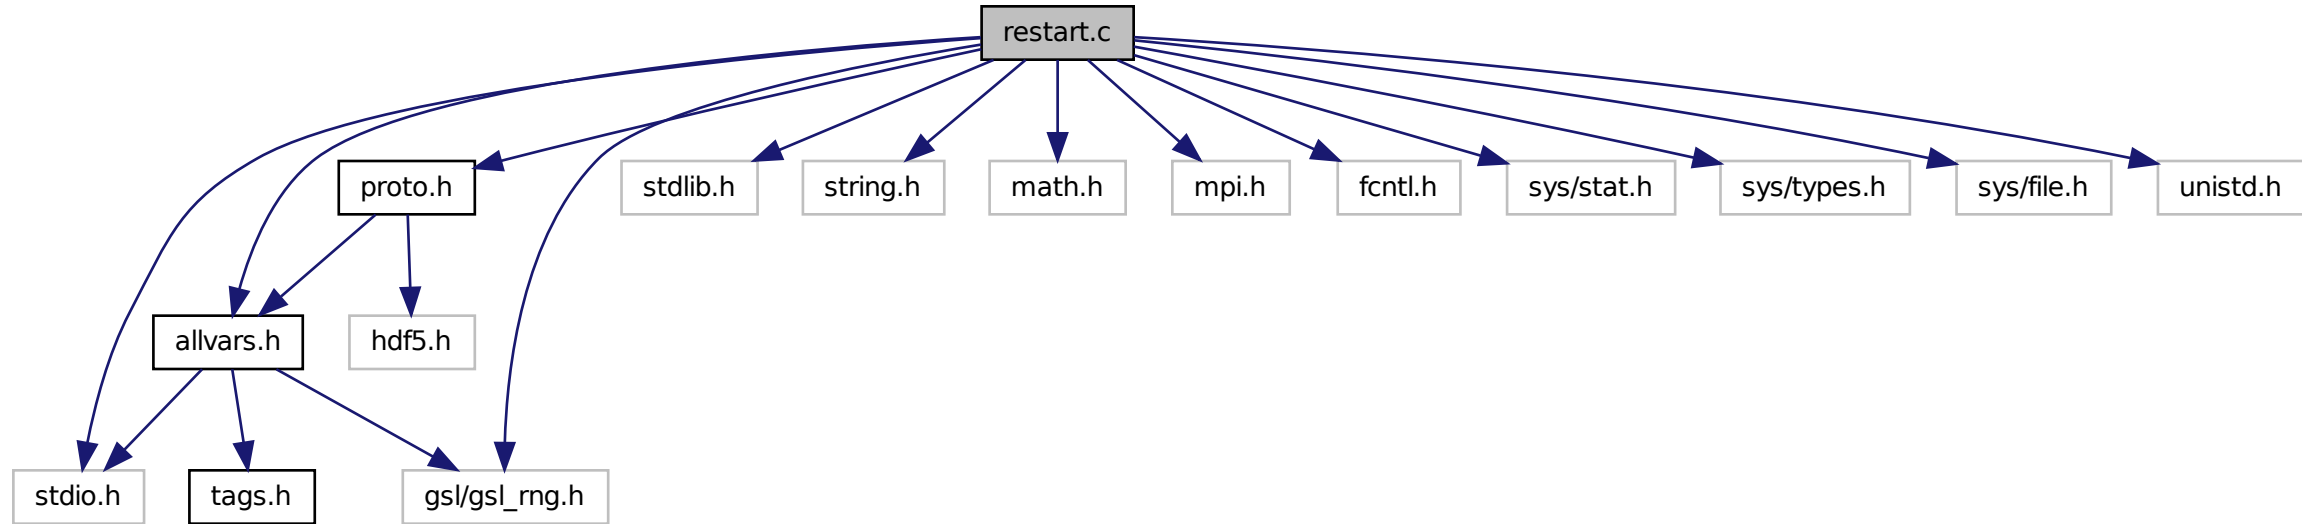 restart.c
proto.h
stdlib.h
string.h
math.h
mpi.h
fcntl.h
sys/stat.h
sys/types.h
sys/file.h
unistd.h
allvars.h
hdf5.h
stdio.h
tags.h
gsl/gsl_rng.h